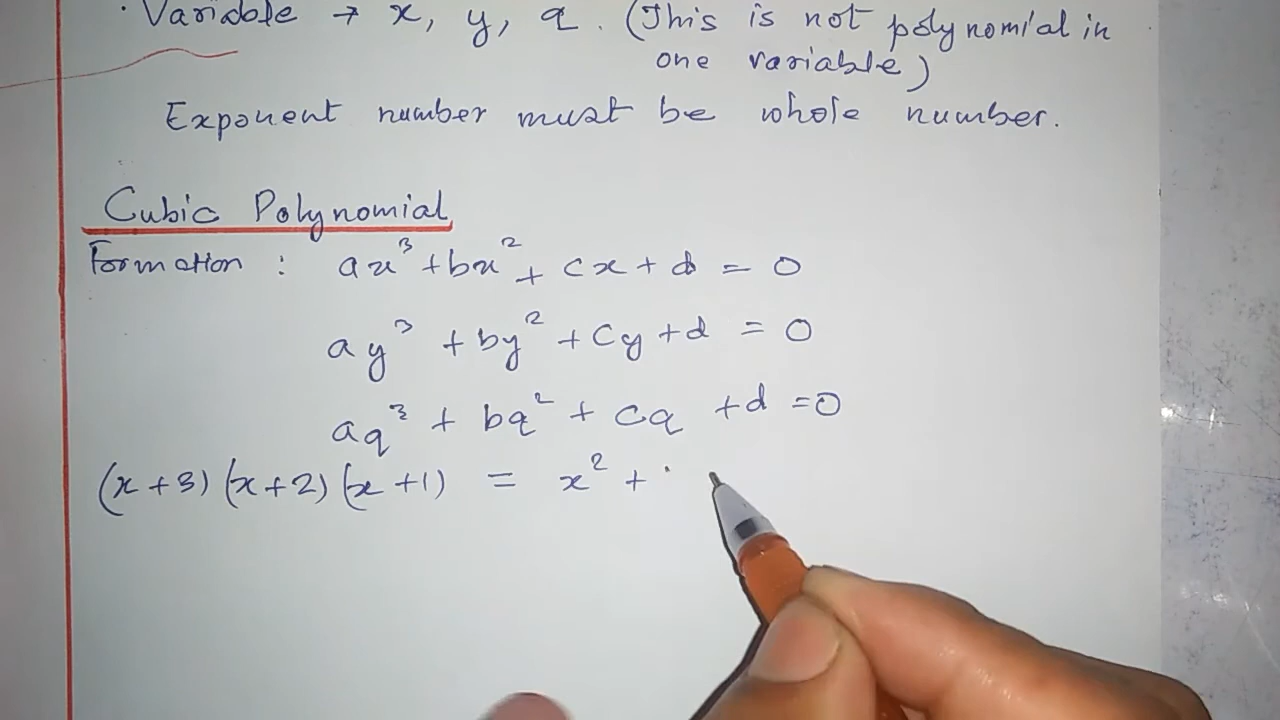 . Variable → x, y, q. (This is not polynomial in
one variable)
Exponent number must be whole number.
Cubic Polynomial
Formation : ax³ + bx² + cx + d = 0
ay³ + by² + cy + d = 0
aq³ + bq² + cq + d = 0
(x + 3) (x + 2) (x + 1) = x² +